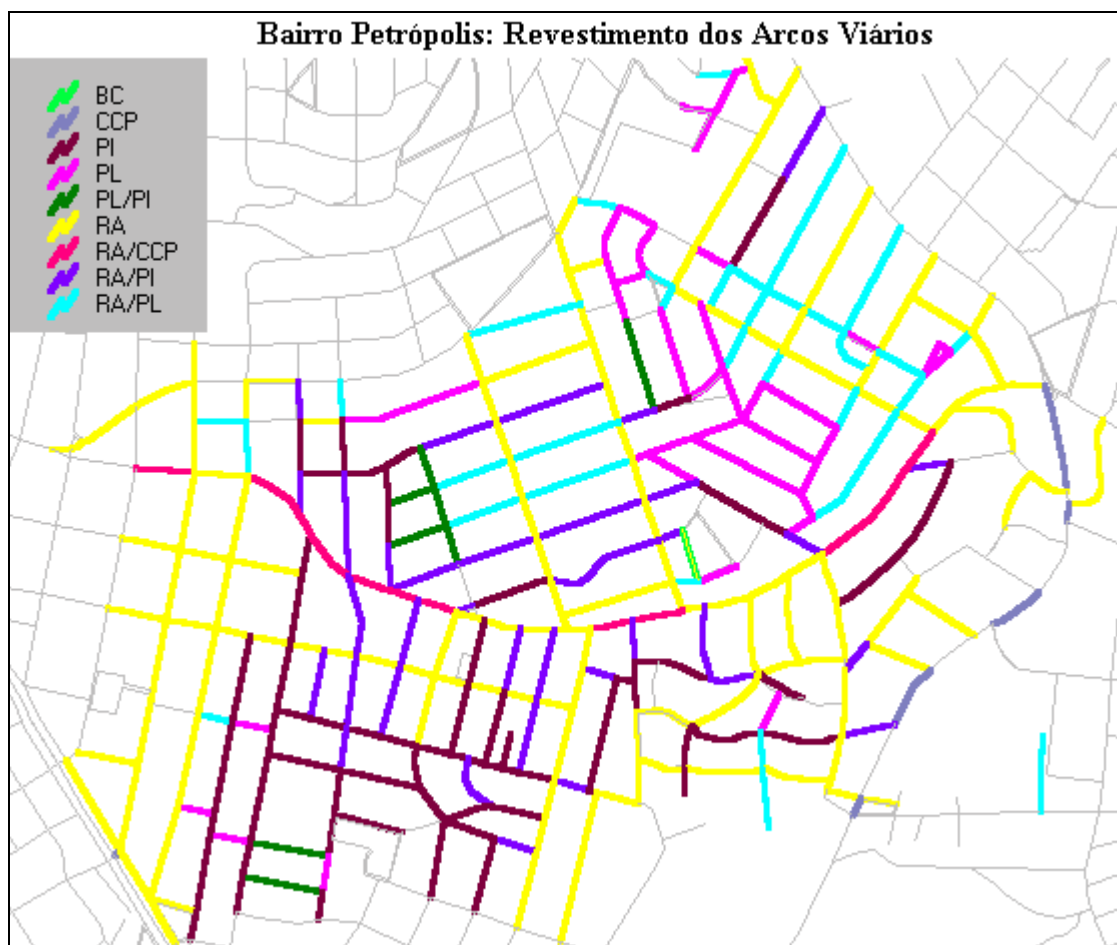 Bairro Petrópolis: Revestimento dos Arcos Viários
BC
CCP
PI
PL
PL/PI
RA
RA/CCP
RA/PI
RA/PL